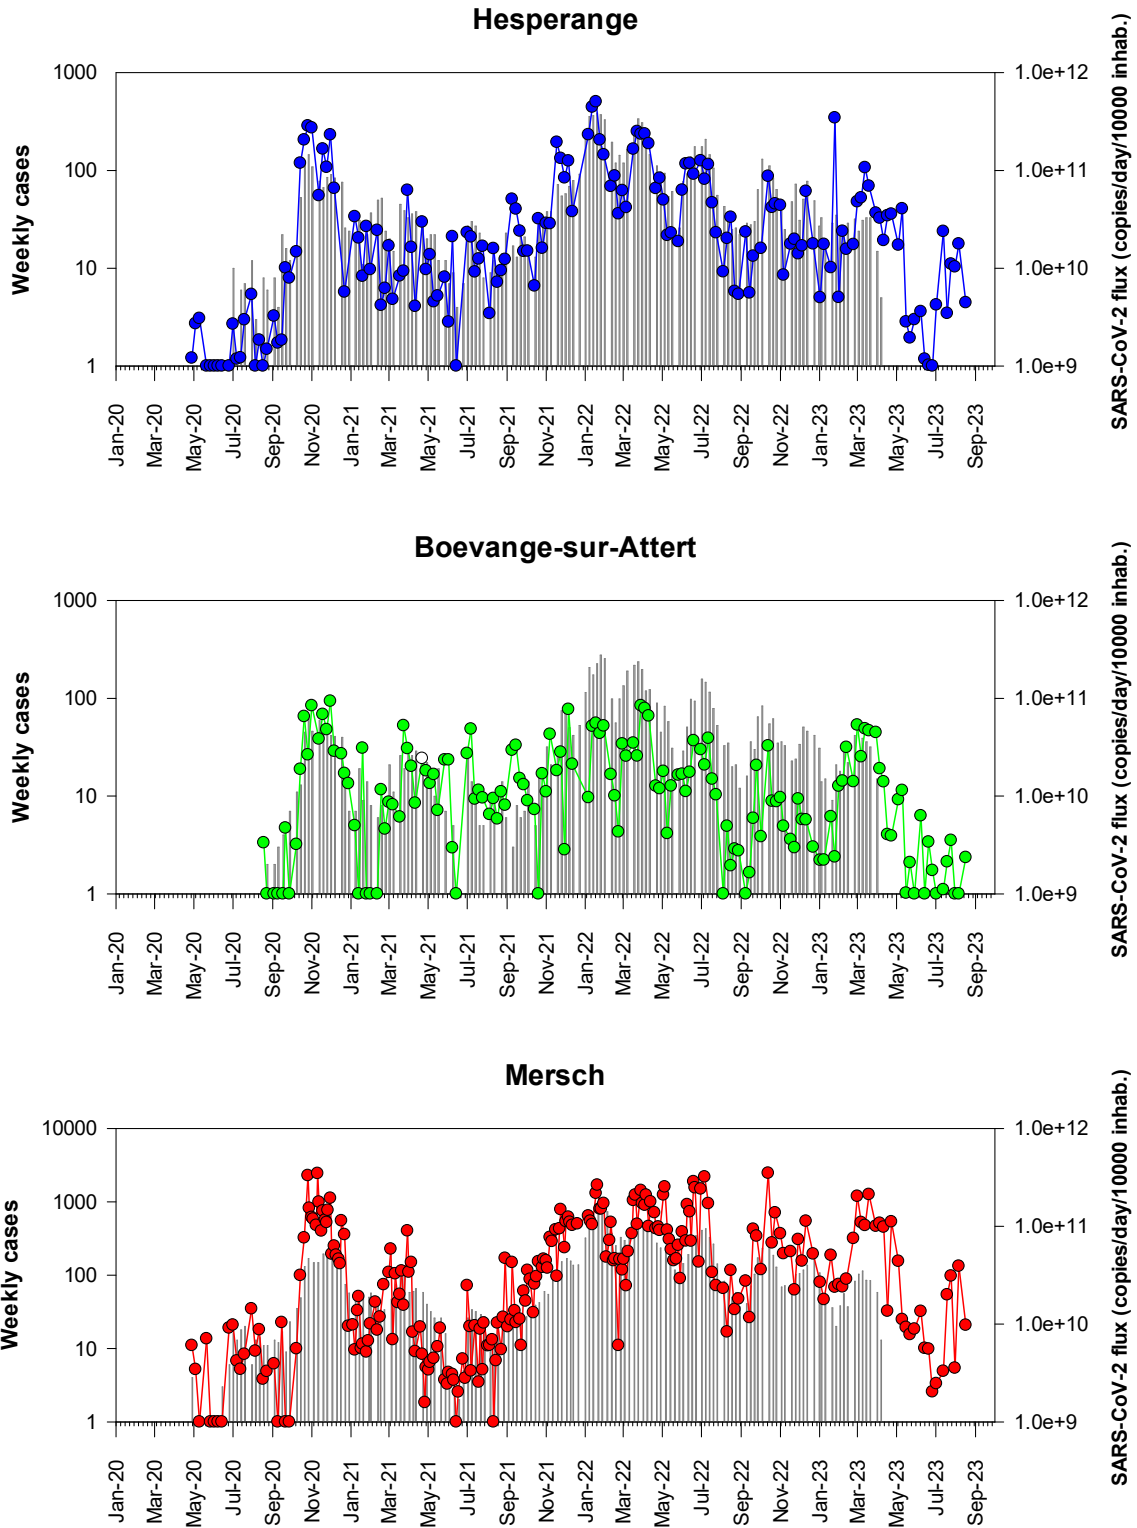 Hesperange
Weekly cases
1000
100
10
1
1.0e+12
1.0e+11
1.0e+10
1.0e+9
SARS-CoV-2 flux (copies/day/10000 inhab.)
Jan-20
Mar-20
May-20
Jul-20
Sep-20
Nov-20
Jan-21
Mar-21
May-21
Jul-21
Sep-21
Nov-21
Jan-22
Mar-22
May-22
Jul-22
Sep-22
Nov-22
Jan-23
Mar-23
May-23
Jul-23
Sep-23
Boevange-sur-Attert
Weekly cases
1000
100
10
1
1.0e+12
1.0e+11
1.0e+10
1.0e+9
SARS-CoV-2 flux (copies/day/10000 inhab.)
Jan-20
Mar-20
May-20
Jul-20
Sep-20
Nov-20
Jan-21
Mar-21
May-21
Jul-21
Sep-21
Nov-21
Jan-22
Mar-22
May-22
Jul-22
Sep-22
Nov-22
Jan-23
Mar-23
May-23
Jul-23
Sep-23
Mersch
Weekly cases
10000
1000
100
10
1
1.0e+12
1.0e+11
1.0e+10
1.0e+9
SARS-CoV-2 flux (copies/day/10000 inhab.)
Jan-20
Mar-20
May-20
Jul-20
Sep-20
Nov-20
Jan-21
Mar-21
May-21
Jul-21
Sep-21
Nov-21
Jan-22
Mar-22
May-22
Jul-22
Sep-22
Nov-22
Jan-23
Mar-23
May-23
Jul-23
Sep-23